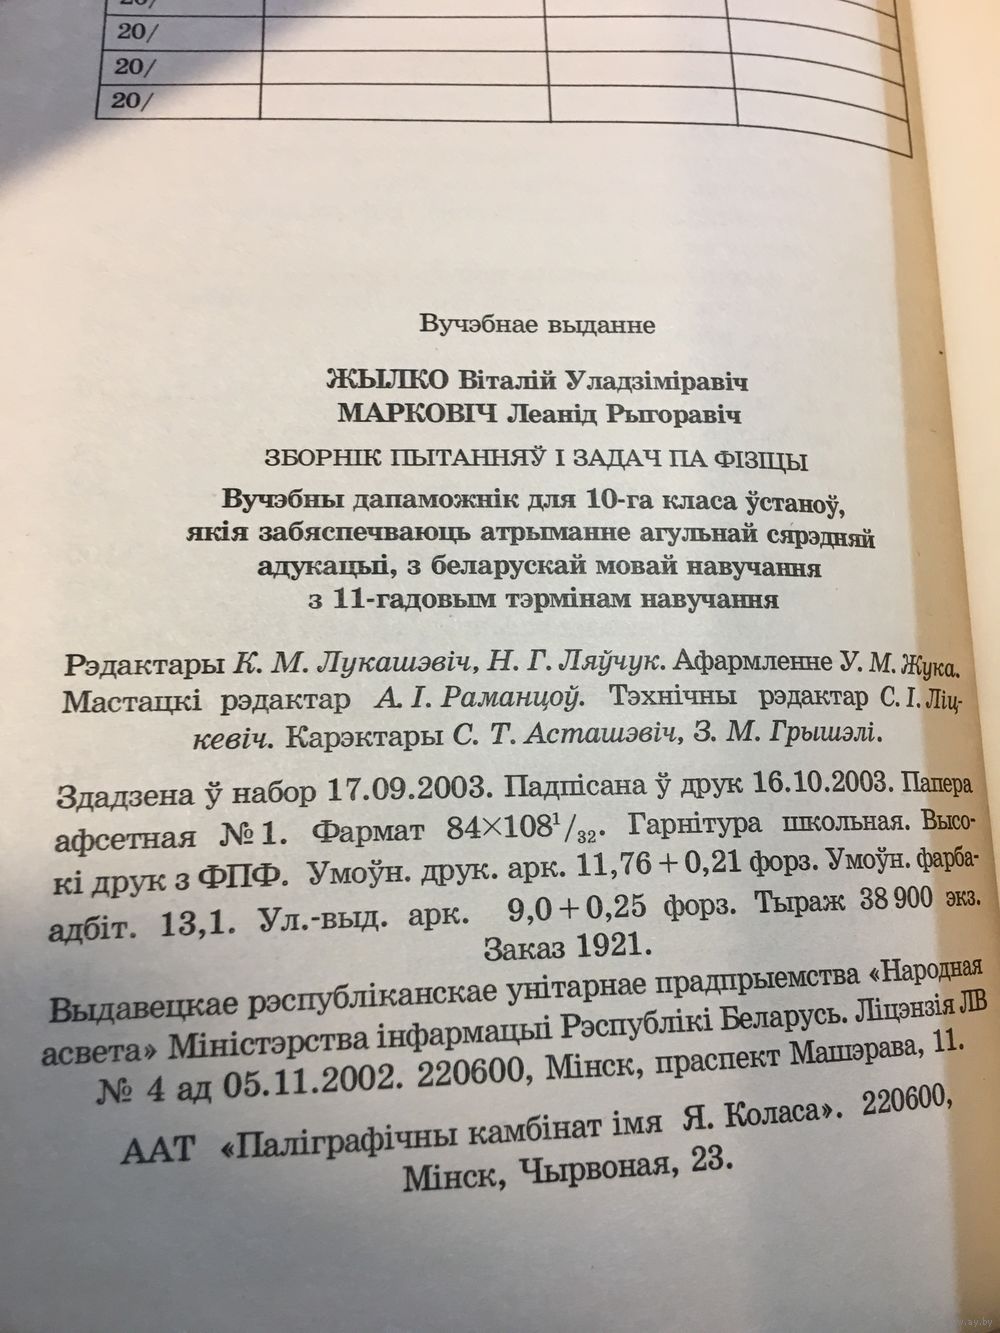 20/
20/
20/
20/
Вучэбнае выданне
ЖЫЛКО Віталій Уладзіміравіч
МАРКОВІЧ Леанід Рыгоравіч
ЗБОРНІК ПЫТАННЯЎ І ЗАДАЧ ПА ФІЗІЦЫ
Вучэбны дапаможнік для 10-га класа ўстаноў,
якія забяспечваюць атрыманне агульнай сярэдняй
адукацыі, з беларускай мовай навучання
з 11-гадовым тэрмінам навучання
Рэдактары К. М. Лукашэвіч, Н. Г. Ляўчук. Афармленне У. М. Жука.
Мастацкі рэдактар А. І. Раманцоў. Тэхнічны рэдактар С. І. Ліц-
кевіч. Карэктары С. Т. Асташэвіч, З. М. Грышэлі.
Здадзена ў набор 17.09.2003. Падпісана ў друк 16.10.2003. Папера
афсетная № 1. Фармат 84×108¹/₃₂. Гарнітура школьная. Высо-
кі друк з ФПФ. Умоўн. друк. арк. 11,76 + 0,21 форз. Умоўн. фарба-
адбіт. 13,1. Ул.-выд. арк. 9,0 + 0,25 форз. Тыраж 38 900 экз.
Заказ 1921.
Выдавецкае рэспубліканскае унітарнае прадпрыемства «Народная
асвета» Міністэрства інфармацыі Рэспублікі Беларусь. Ліцэнзія ЛВ
№ 4 ад 05.11.2002. 220600, Мінск, праспект Машэрава, 11.
ААТ «Паліграфічны камбінат імя Я. Коласа». 220600,
Мінск, Чырвоная, 23.